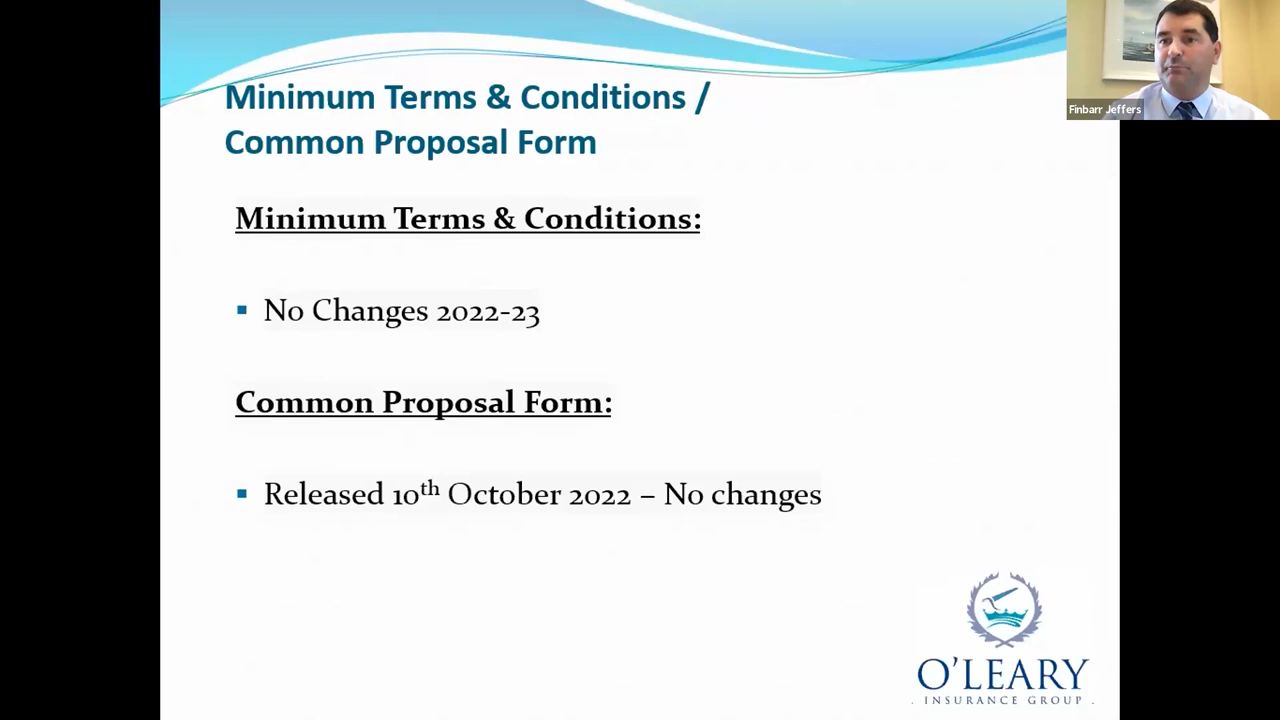 Minimum Terms & Conditions /
Common Proposal Form
Finbarr Jeffers
Minimum Terms & Conditions:
▪ No Changes 2022-23
Common Proposal Form:
▪ Released 10th October 2022 – No changes
O'LEARY
. INSURANCE GROUP .